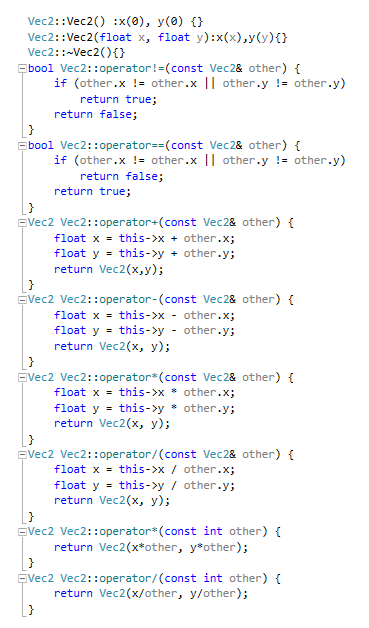 Vec2::Vec2() :x(0), y(0) {}
Vec2::Vec2(float x, float y):x(x),y(y){}
Vec2::~Vec2(){}
bool Vec2::operator!=(const Vec2& other) {
    if (other.x != other.x || other.y != other.y)
        return true;
    return false;
}
bool Vec2::operator==(const Vec2& other) {
    if (other.x != other.x || other.y != other.y)
        return false;
    return true;
}
Vec2 Vec2::operator+(const Vec2& other) {
    float x = this->x + other.x;
    float y = this->y + other.y;
    return Vec2(x,y);
}
Vec2 Vec2::operator-(const Vec2& other) {
    float x = this->x - other.x;
    float y = this->y - other.y;
    return Vec2(x, y);
}
Vec2 Vec2::operator*(const Vec2& other) {
    float x = this->x * other.x;
    float y = this->y * other.y;
    return Vec2(x, y);
}
Vec2 Vec2::operator/(const Vec2& other) {
    float x = this->x / other.x;
    float y = this->y / other.y;
    return Vec2(x, y);
}
Vec2 Vec2::operator*(const int other) {
    return Vec2(x*other, y*other);
}
Vec2 Vec2::operator/(const int other) {
    return Vec2(x/other, y/other);
}